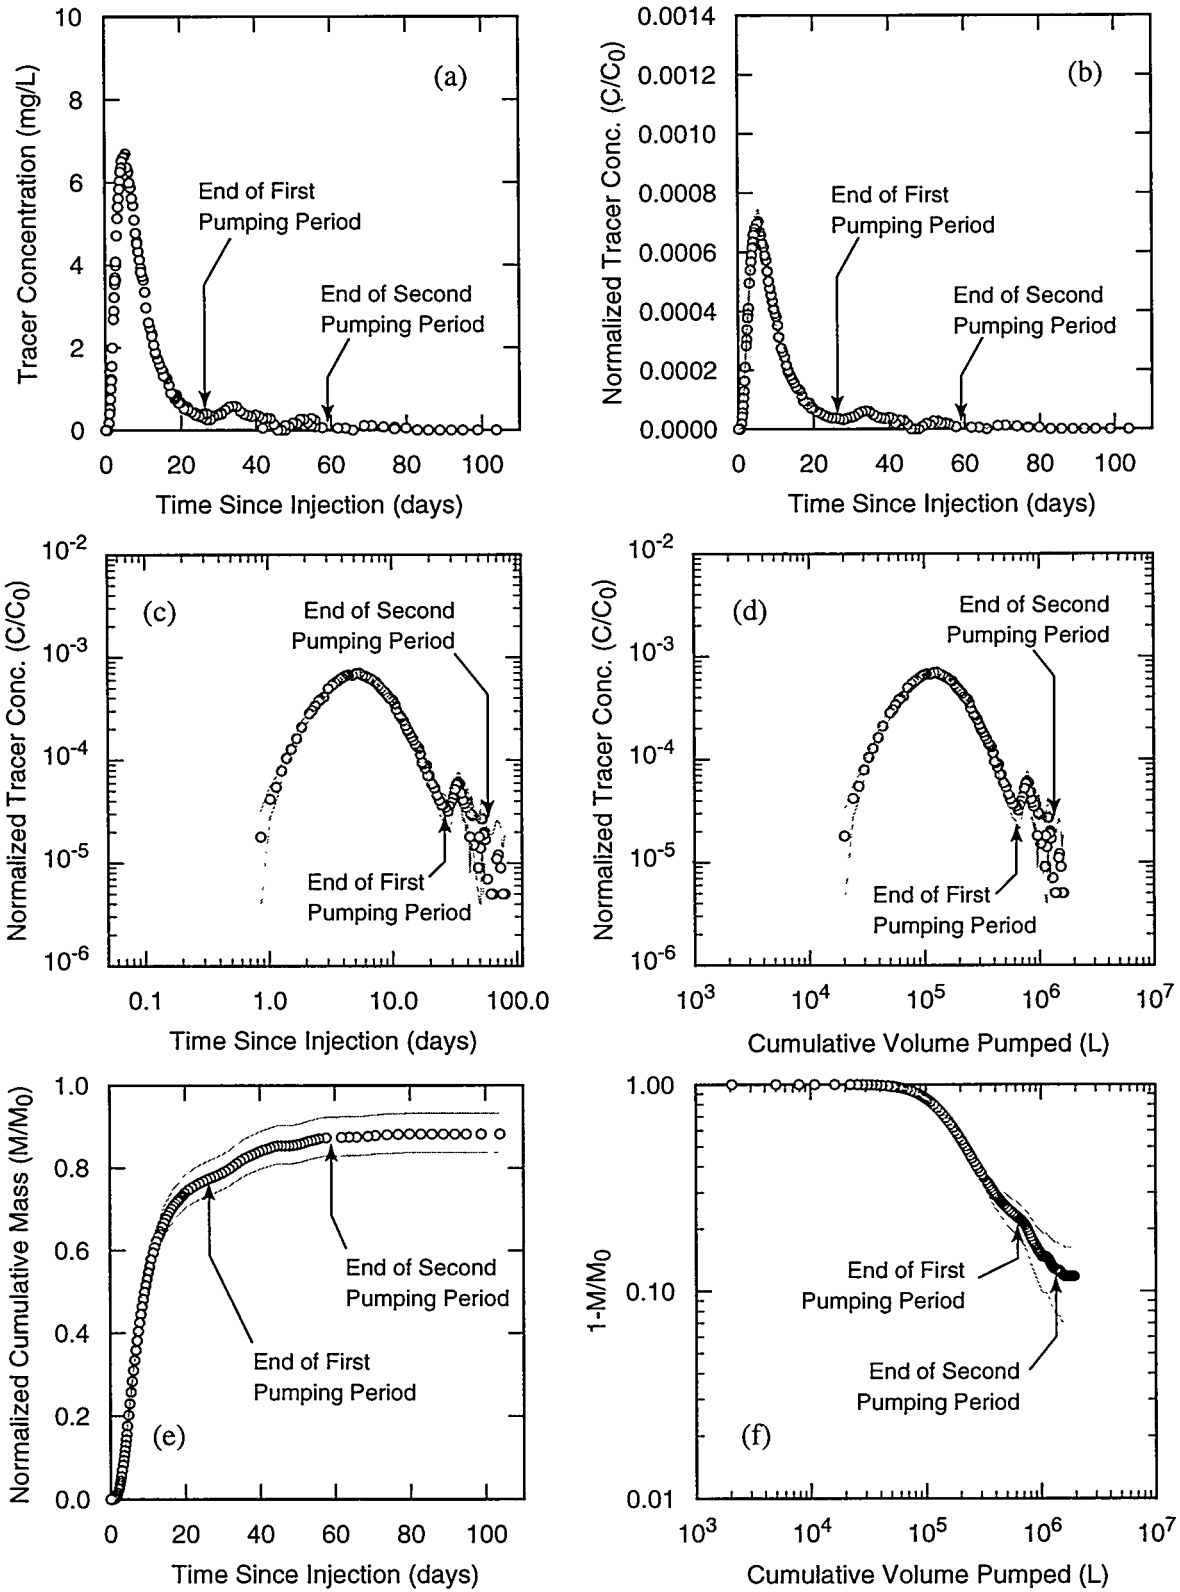 Tracer Concentration (mg/L)
10
8
6
4
2
0
(a)
End of First
Pumping Period
End of Second
Pumping Period
0 20 40 60 80 100
Time Since Injection (days)
Normalized Tracer Conc. (C/C0)
0.0014
0.0012
0.0010
0.0008
0.0006
0.0004
0.0002
0.0000
(b)
End of First
Pumping Period
End of Second
Pumping Period
0 20 40 60 80 100
Time Since Injection (days)
Normalized Tracer Conc. (C/C0)
10-2
10-3
10-4
10-5
10-6
(c)
End of Second
Pumping Period
End of First
Pumping Period
0.1 1.0 10.0 100.0
Time Since Injection (days)
Normalized Tracer Conc. (C/C0)
10-2
10-3
10-4
10-5
10-6
(d)
End of Second
Pumping Period
End of First
Pumping Period
103 104 105 106 107
Cumulative Volume Pumped (L)
Normalized Cumulative Mass (M/M0)
1.0
0.8
0.6
0.4
0.2
0.0
End of Second
Pumping Period
End of First
Pumping Period
(e)
0 20 40 60 80 100
Time Since Injection (days)
1-M/M0
1.00
0.10
0.01
End of First
Pumping Period
End of Second
Pumping Period
(f)
103 104 105 106 107
Cumulative Volume Pumped (L)